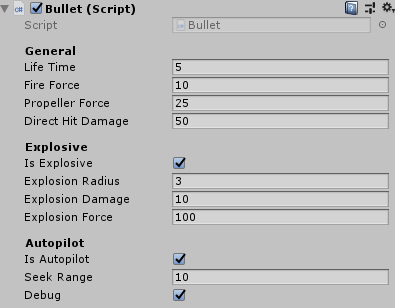 Bullet (Script)
Script Bullet
General
Life Time 5
Fire Force 10
Propeller Force 25
Direct Hit Damage 50
Explosive
Is Explosive
Explosion Radius 3
Explosion Damage 10
Explosion Force 100
Autopilot
Is Autopilot
Seek Range 10
Debug